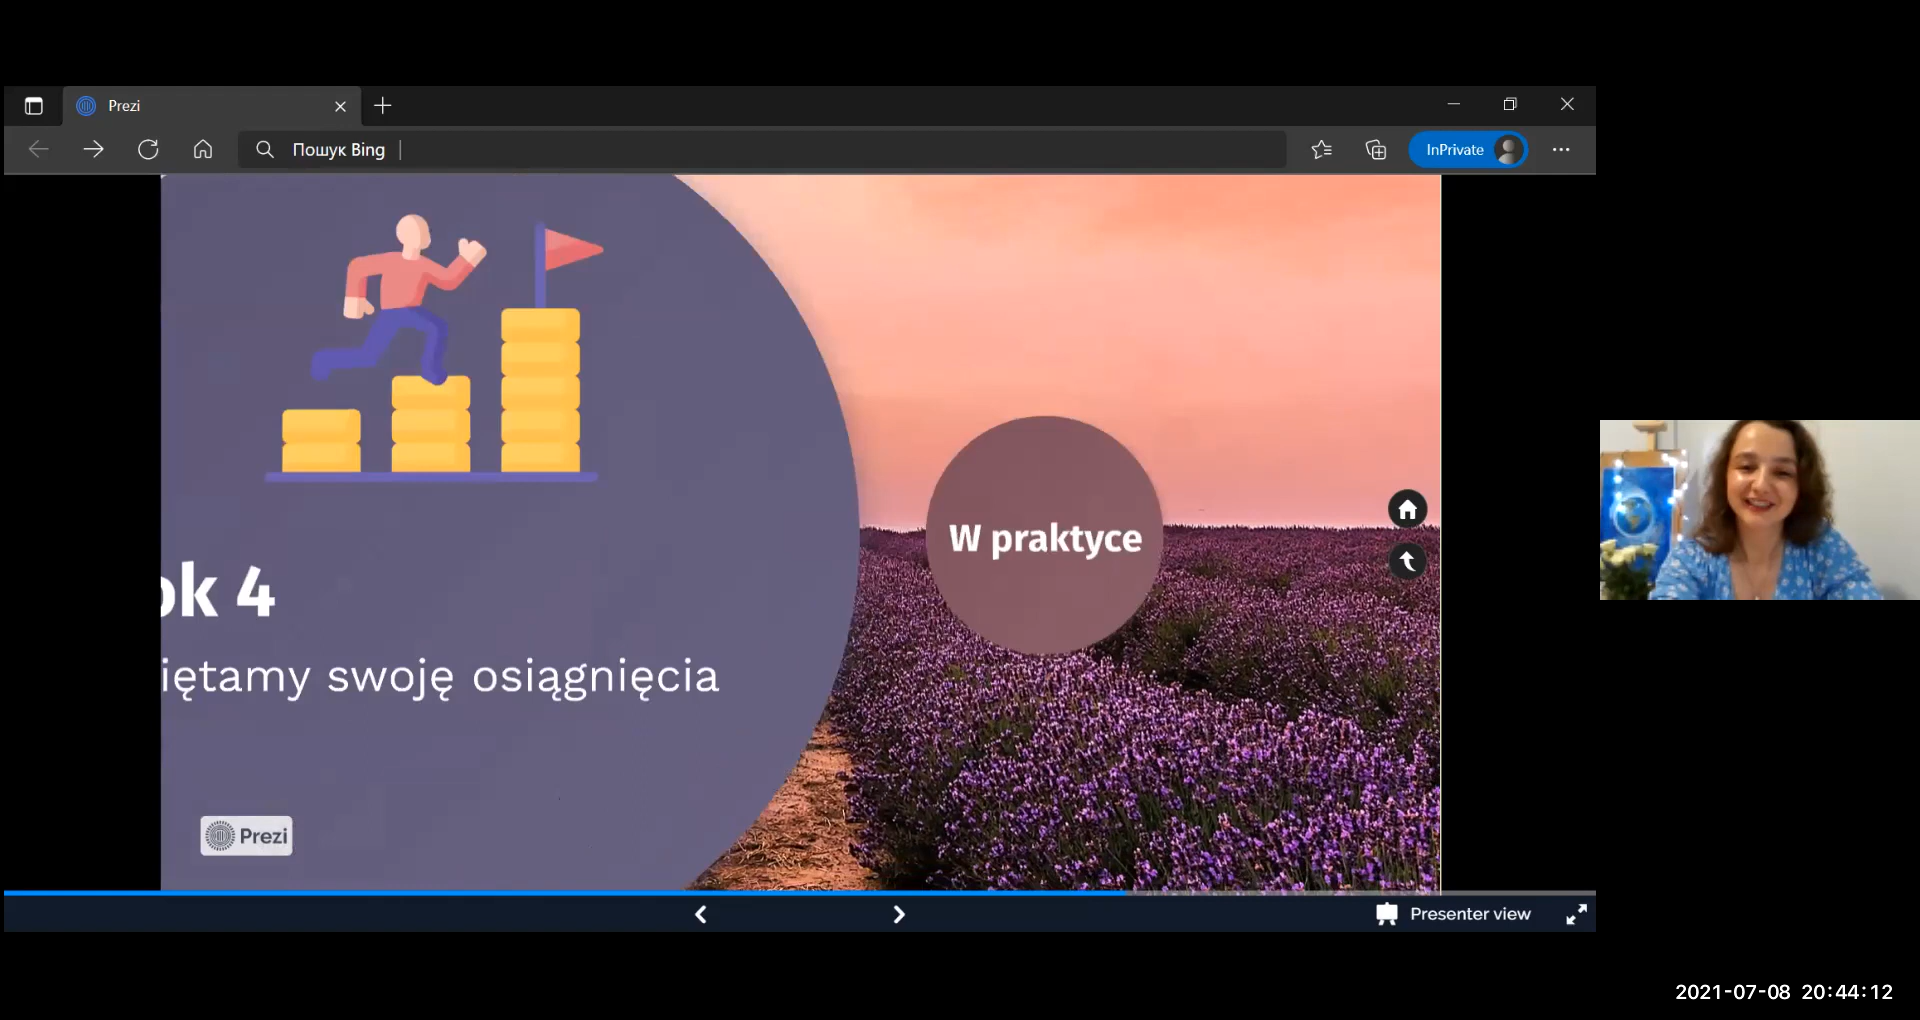 Prezi
Пошук Bing
InPrivate
W praktyce
ok 4
iętamy swoję osiągnięcia
Prezi
Presenter view
2021-07-08 20:44:12